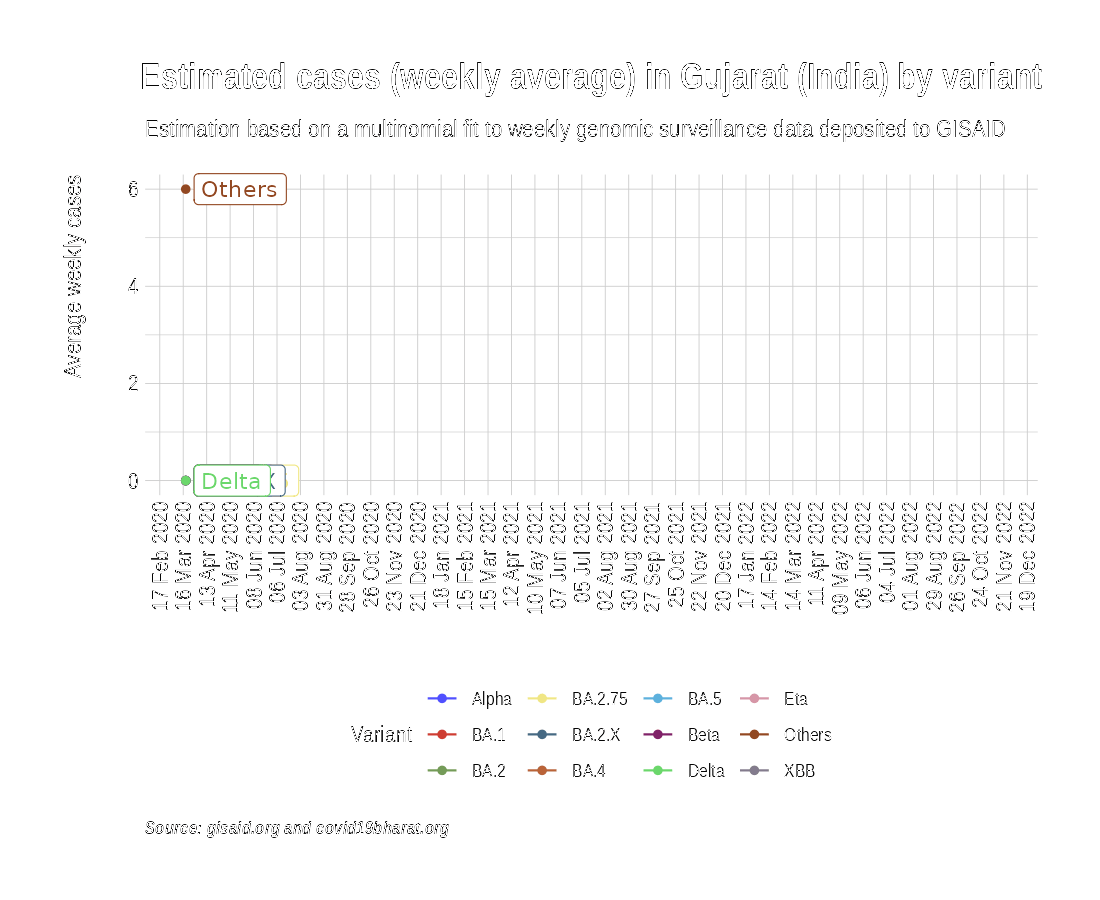 Estimated cases (weekly average) in Gujarat (India) by variant
Estimation based on a multinomial fit to weekly genomic surveillance data deposited to GISAID
Average weekly cases
6
4
2
0
Others
Delta
X
17 Feb 2020
16 Mar 2020
13 Apr 2020
11 May 2020
08 Jun 2020
06 Jul 2020
03 Aug 2020
31 Aug 2020
28 Sep 2020
26 Oct 2020
23 Nov 2020
21 Dec 2020
18 Jan 2021
15 Feb 2021
15 Mar 2021
12 Apr 2021
10 May 2021
07 Jun 2021
05 Jul 2021
02 Aug 2021
30 Aug 2021
27 Sep 2021
25 Oct 2021
22 Nov 2021
20 Dec 2021
17 Jan 2022
14 Feb 2022
14 Mar 2022
11 Apr 2022
09 May 2022
06 Jun 2022
04 Jul 2022
01 Aug 2022
29 Aug 2022
26 Sep 2022
24 Oct 2022
21 Nov 2022
19 Dec 2022
Variant
Alpha
BA.1
BA.2
BA.2.75
BA.2.X
BA.4
BA.5
Beta
Delta
Eta
Others
XBB
Source: gisaid.org and covid19bharat.org